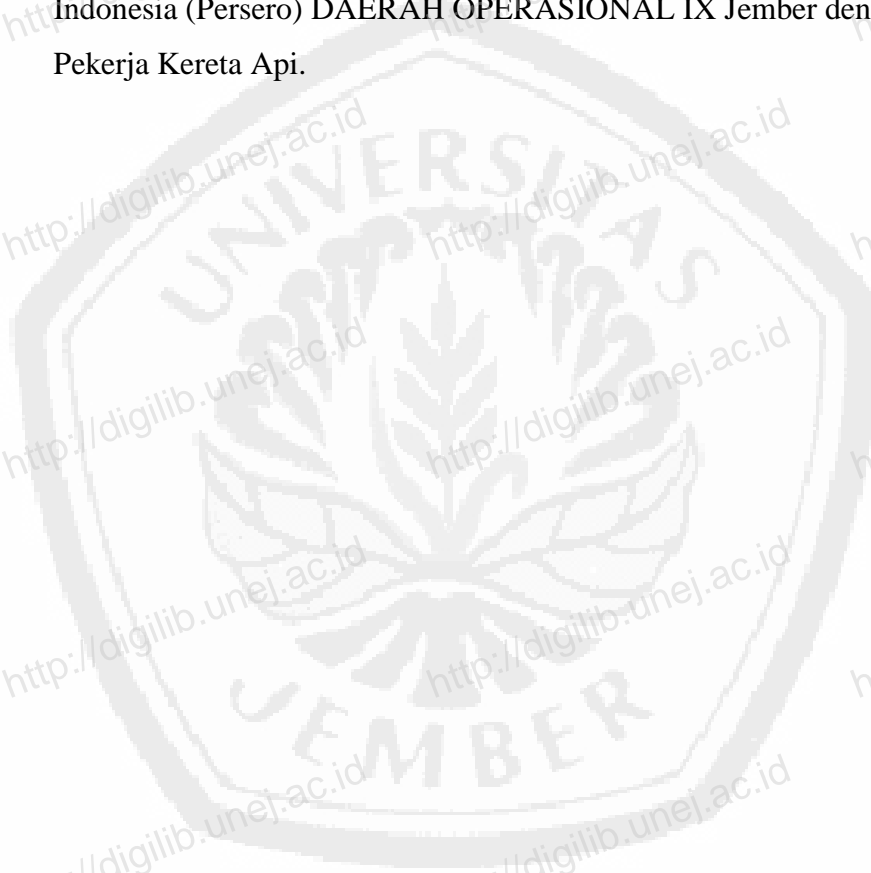 Indonesia (Persero) DAERAH OPERASIONAL IX Jember den
Pekerja Kereta Api.
http://digilib.unej.ac.id http://digilib.unej.ac.id
UNIVERSITAS
http://digilib.unej.ac.id http://digilib.unej.ac.id
http://digilib.unej.ac.id http://digilib.unej.ac.id
JEMBER
http://digilib.unej.ac.id http://digilib.unej.ac.id